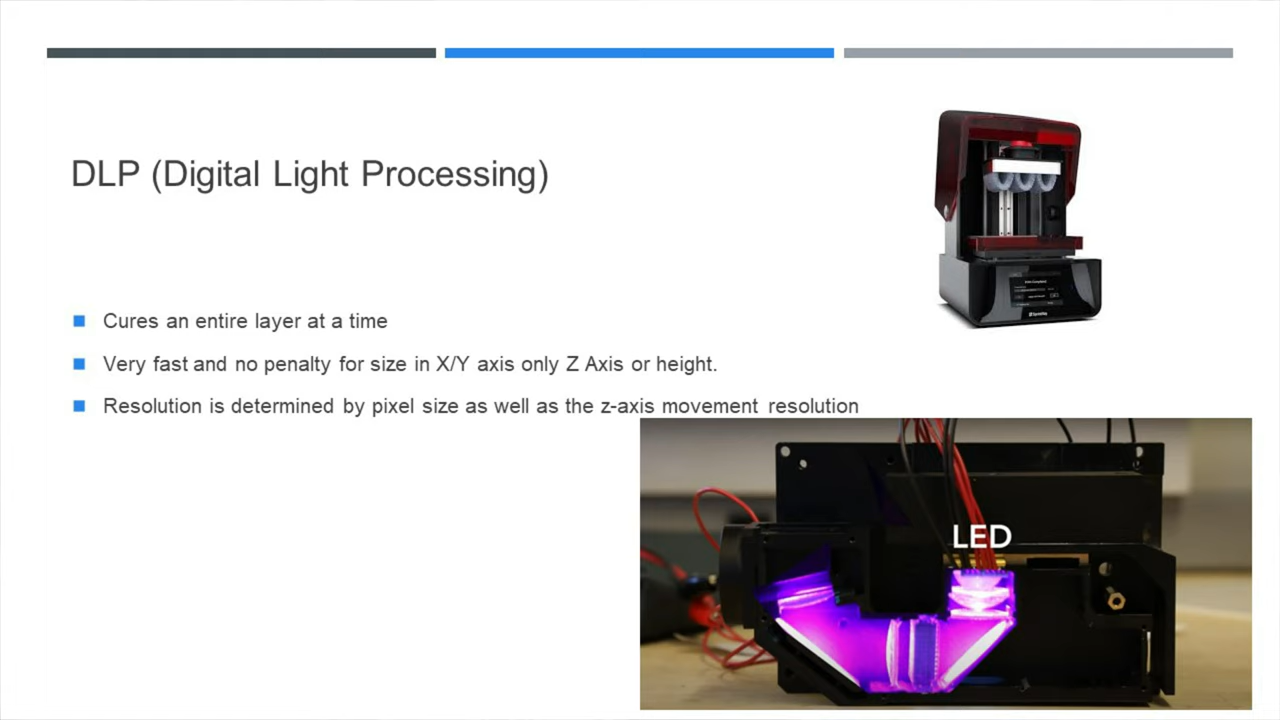 DLP (Digital Light Processing)
Cures an entire layer at a time
Very fast and no penalty for size in X/Y axis only Z Axis or height.
Resolution is determined by pixel size as well as the z-axis movement resolution
LED